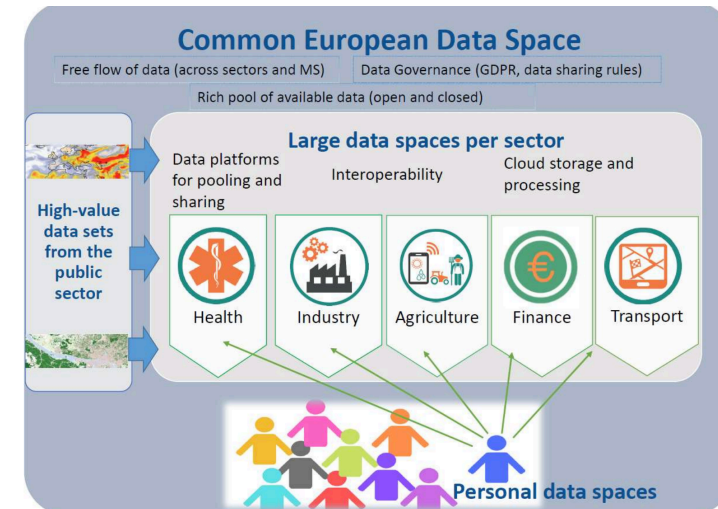 Common European Data Space
Free flow of data (across sectors and MS)
Data Governance (GDPR, data sharing rules)
Rich pool of available data (open and closed)
High-value
data sets
from the
public
sector
Large data spaces per sector
Data platforms
for pooling and
sharing
Interoperability
Cloud storage and
processing
Health
Industry
Agriculture
Finance
Transport
Personal data spaces